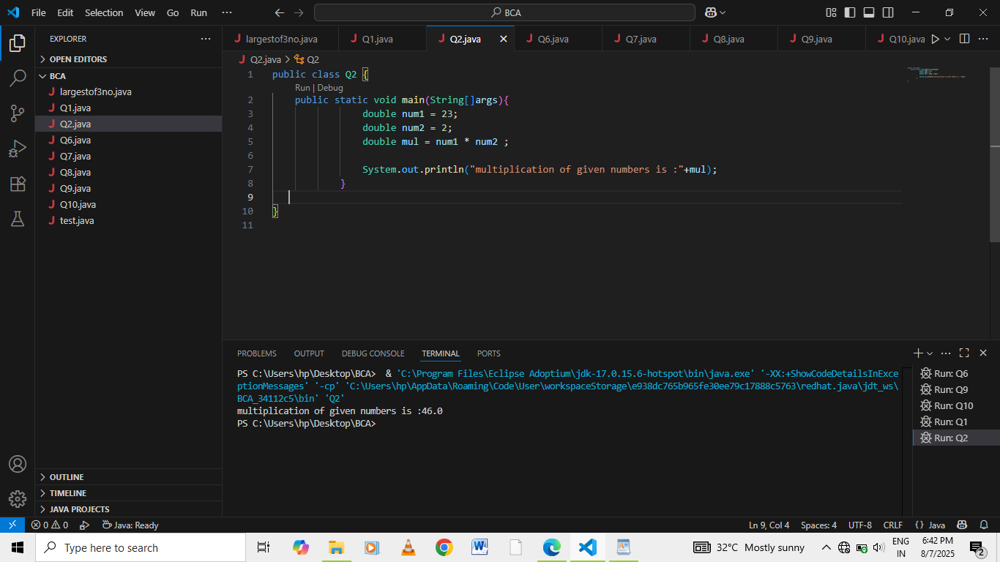 File Edit Selection View Go Run ··· BCA
EXPLORER ···
OPEN EDITORS
BCA
largestof3no.java
Q1.java
Q2.java
Q6.java
Q7.java
Q8.java
Q9.java
Q10.java
test.java
OUTLINE
TIMELINE
JAVA PROJECTS
largestof3no.java Q1.java Q2.java Q6.java Q7.java Q8.java Q9.java Q10.java ···
Q2.java > Q2
1 public class Q2 {
Run | Debug
2 public static void main(String[]args){
3 double num1 = 23;
4 double num2 = 2;
5 double mul = num1 * num2 ;
6
7 System.out.println("multiplication of given numbers is :"+mul);
8 }
9
10 }
11
PROBLEMS OUTPUT DEBUG CONSOLE TERMINAL PORTS
PS C:\Users\hp\Desktop\BCA>  & 'C:\Program Files\Eclipse Adoptium\jdk-17.0.15.6-hotspot\bin\java.exe' '-XX:+ShowCodeDetailsInExce
ptionMessages' '-cp' 'C:\Users\hp\AppData\Roaming\Code\User\workspaceStorage\e938dc765b965fe30ee79c17888c5763\redhat.java\jdt_ws\
BCA_34112c5\bin' 'Q2'
multiplication of given numbers is :46.0
PS C:\Users\hp\Desktop\BCA>
Run: Q6
Run: Q9
Run: Q10
Run: Q1
Run: Q2
0 0 Java: Ready Ln 9, Col 4 Spaces: 4 UTF-8 CRLF {} Java
Type here to search
32°C Mostly sunny
ENG
IN
6:42 PM
8/7/2025
2